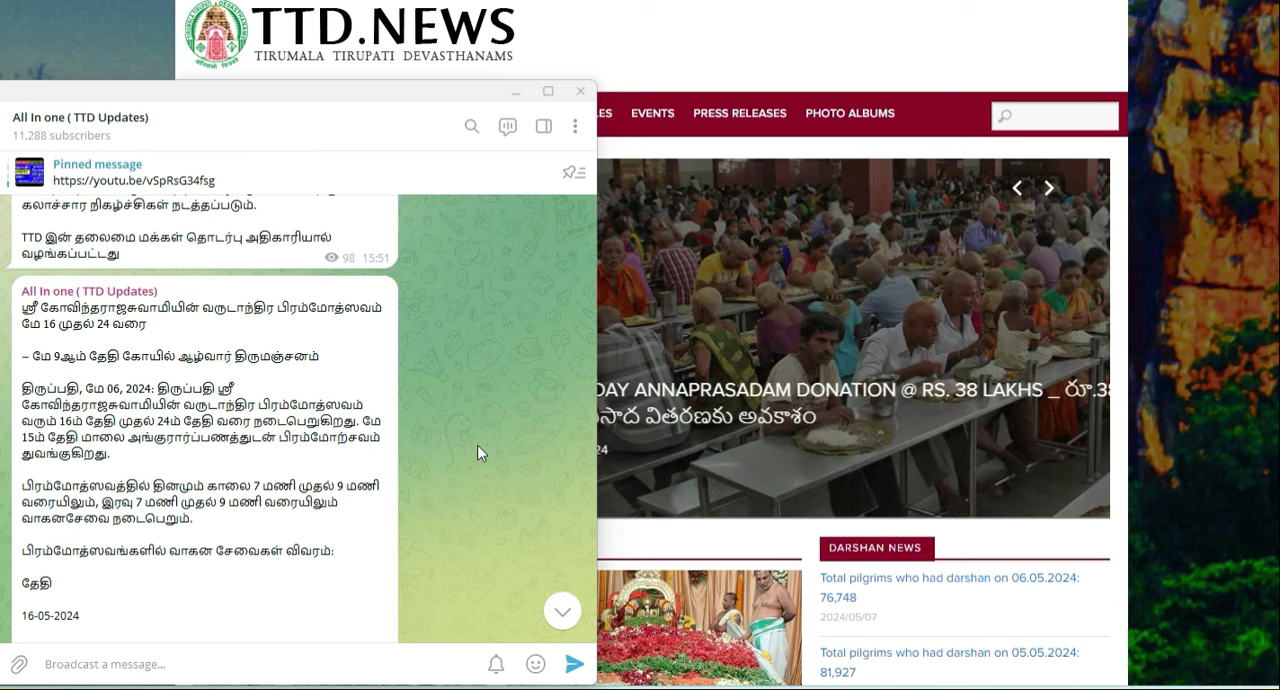 TTD.NEWS
TIRUMALA TIRUPATI DEVASTHANAMS
All In one ( TTD Updates)
11,288 subscribers
Pinned message
https://youtu.be/vSpRsG34fsg
கலாச்சார நிகழ்ச்சிகள் நடத்தப்படும்.
TTD இன் தலைமை மக்கள் தொடர்பு அதிகாரியால்
வழங்கப்பட்டது
98 15:51
All In one ( TTD Updates)
ஸ்ரீ கோவிந்தராஜசுவாமியின் வருடாந்திர பிரம்மோத்ஸவம்
மே 16 முதல் 24 வரை
– மே 9ஆம் தேதி கோயில் ஆழ்வார் திருமஞ்சனம்
திருப்பதி, மே 06, 2024: திருப்பதி ஸ்ரீ
கோவிந்தராஜசுவாமியின் வருடாந்திர பிரம்மோத்ஸவம்
வரும் 16ம் தேதி முதல் 24ம் தேதி வரை நடைபெறுகிறது. மே
15ம் தேதி மாலை அங்குரார்ப்பணத்துடன் பிரம்மோற்சவம்
துவங்குகிறது.
பிரம்மோத்ஸவத்தில் தினமும் காலை 7 மணி முதல் 9 மணி
வரையிலும், இரவு 7 மணி முதல் 9 மணி வரையிலும்
வாகனசேவை நடைபெறும்.
பிரம்மோத்ஸவங்களில் வாகன சேவைகள் விவரம்:
தேதி
16-05-2024
Broadcast a message...
LES EVENTS PRESS RELEASES PHOTO ALBUMS
DAY ANNAPRASADAM DONATION @ RS. 38 LAKHS _ రూ.38
సాద వితరణకు అవకాశం
24
DARSHAN NEWS
Total pilgrims who had darshan on 06.05.2024:
76,748
2024/05/07
Total pilgrims who had darshan on 05.05.2024:
81,927